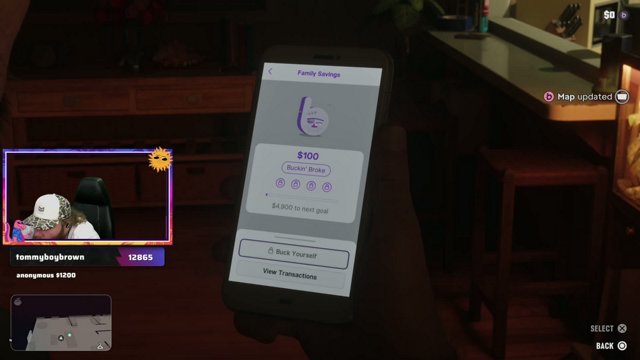 $0
Map updated
Family Savings
$100
Buckin' Broke
$4,900 to next goal
Buck Yourself
View Transactions
tommyboybrown
12865
anonymous $1200
SELECT
BACK